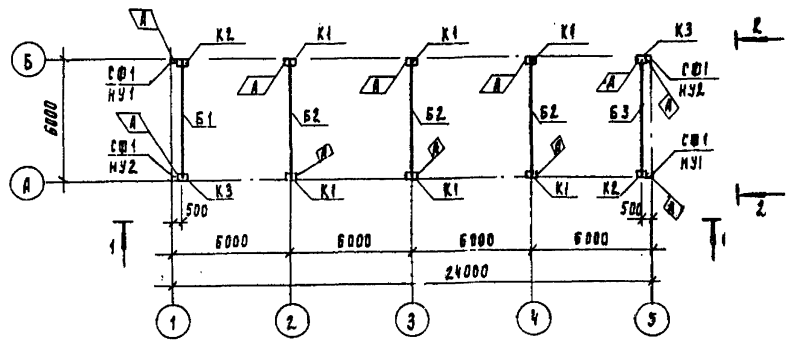 А К2 К1 К1 К1 К3 2
Б
СФ1
НУ1
А А А А
СФ1
НУ2
А
6000
А Б1 Б2 Б2 Б2 Б3
СФ1
НУ2
А А А
СФ1
НУ1
А
500 К3 К1 К1 К1 К2 500 А 2
1 6000 6000 6000 6000 1
24000
1 2 3 4 5